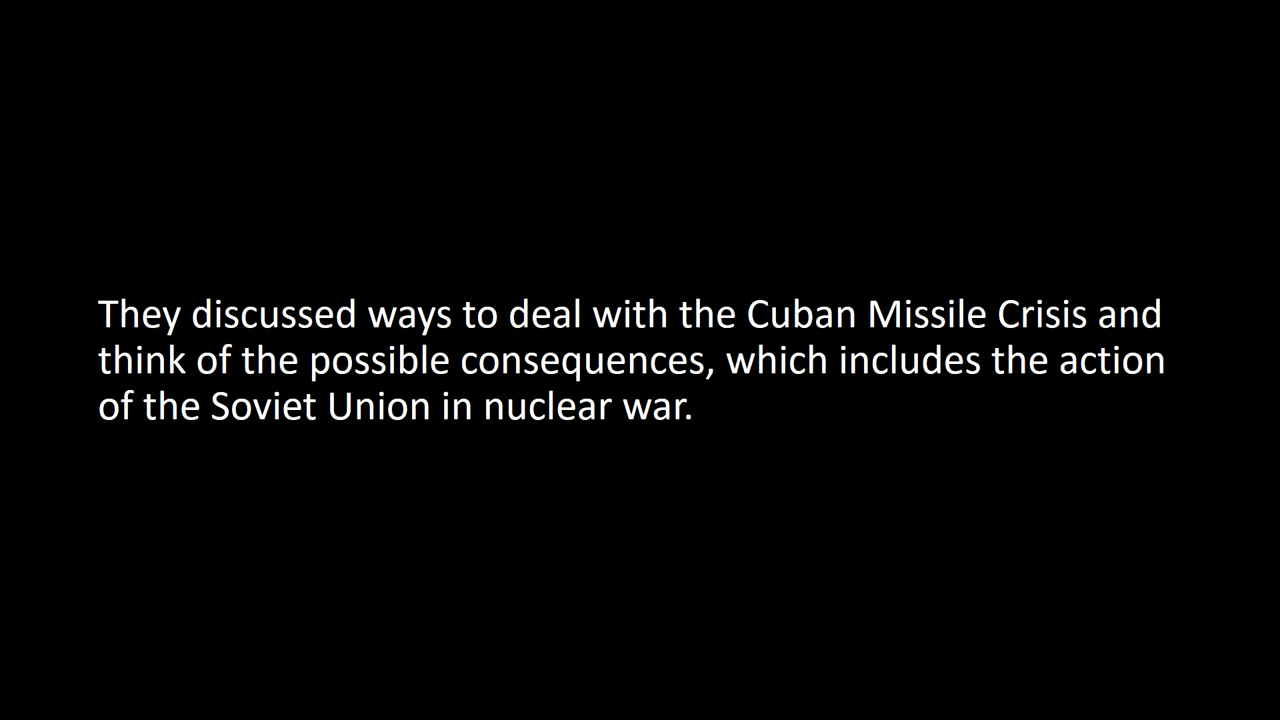 They discussed ways to deal with the Cuban Missile Crisis and
think of the possible consequences, which includes the action
of the Soviet Union in nuclear war.